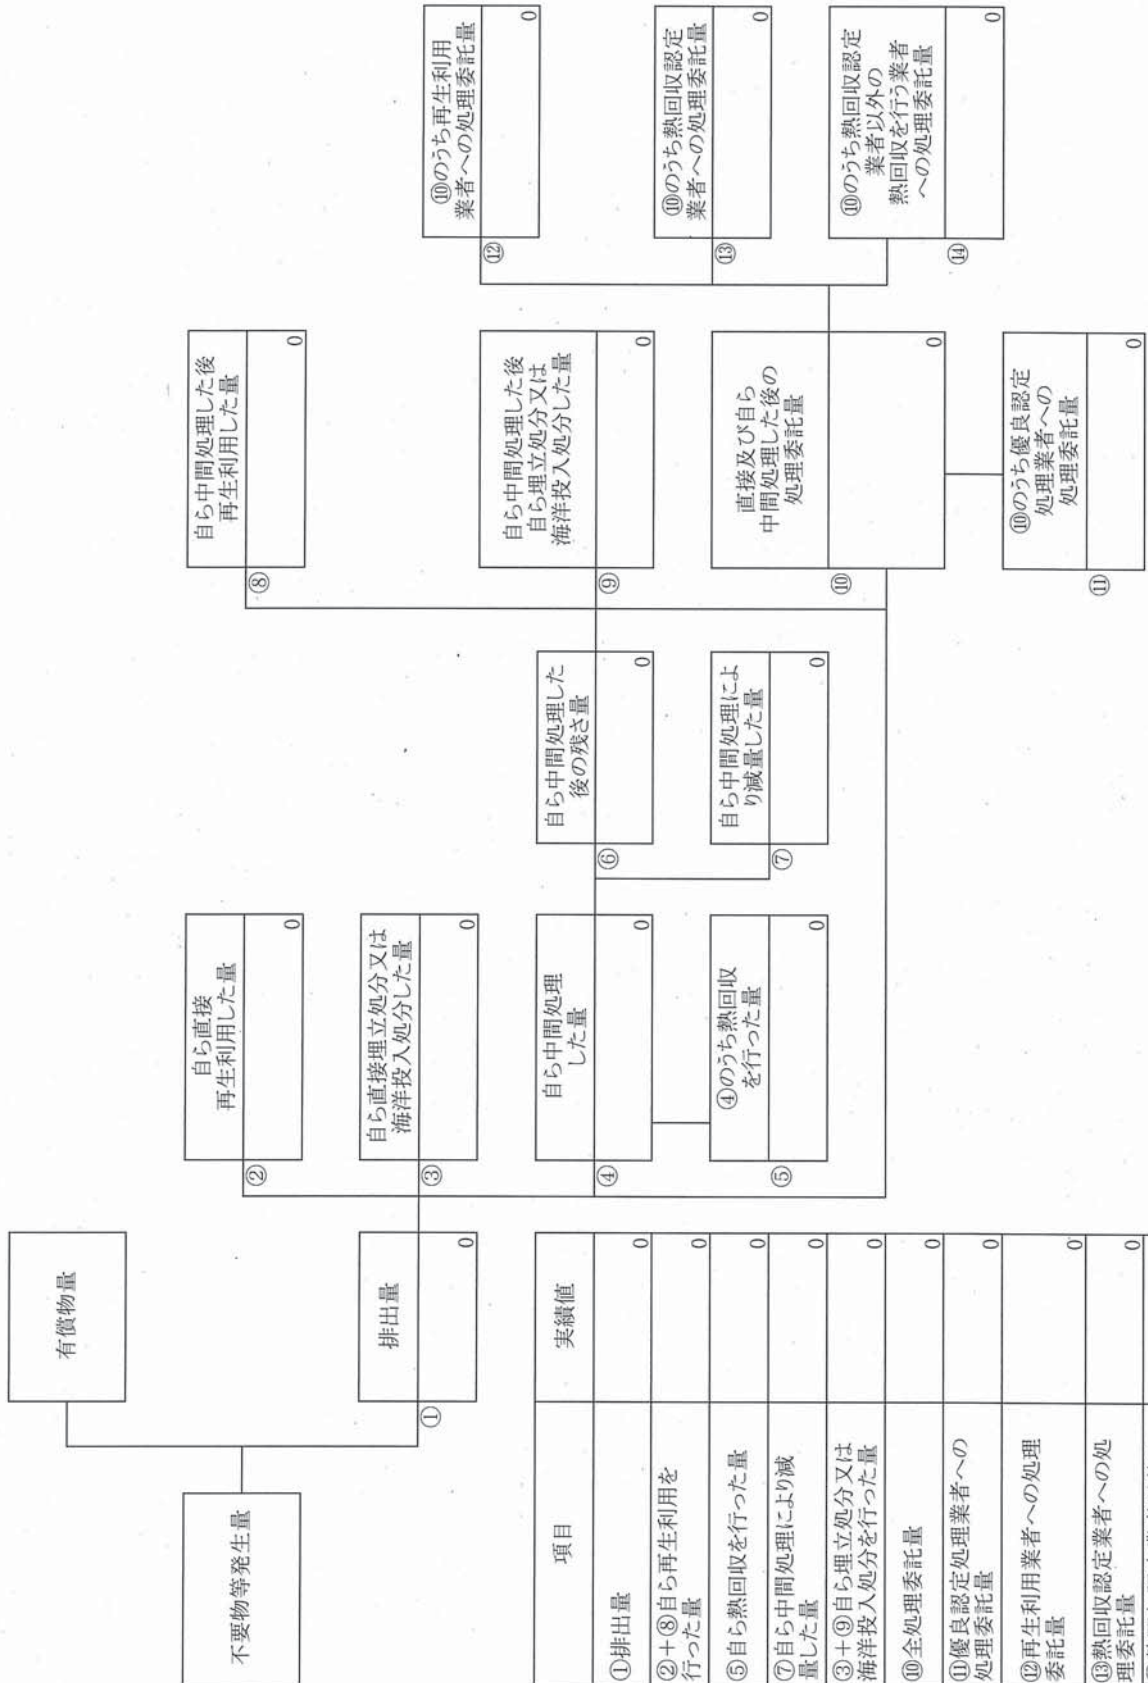 不要物等発生量
有償物量
①
排出量
0
②
自ら直接
再生利用した量
0
③
自ら直接埋立処分又は
海洋投入処分した量
0
④
自ら中間処理
した量
0
⑤
④のうち熱回収
を行った量
0
⑥
自ら中間処理した
後の残さ量
0
⑦
自ら中間処理によ
り減量した量
0
⑧
自ら中間処理した後
再生利用した量
0
⑨
自ら中間処理した後
自ら埋立処分又は
海洋投入処分した量
0
⑩
直接及び自ら
中間処理した後の
処理委託量
0
⑪
⑩のうち優良認定
処理業者への
処理委託量
0
⑫
⑩のうち再生利用
業者への処理委託量
0
⑬
⑩のうち熱回収認定
業者への処理委託量
0
⑭
⑩のうち熱回収認定
業者以外の
熱回収を行う業者
への処理委託量
0
項目 実績値
①排出量 0
②+⑧自ら再生利用を
行った量 0
⑤自ら熱回収を行った量 0
⑦自ら中間処理により減
量した量 0
③+⑨自ら埋立処分又は
海洋投入処分を行った量 0
⑩全処理委託量 0
⑪優良認定処理業者への
処理委託量 0
⑫再生利用業者への処理
委託量 0
⑬熱回収認定業者への処
理委託量 0